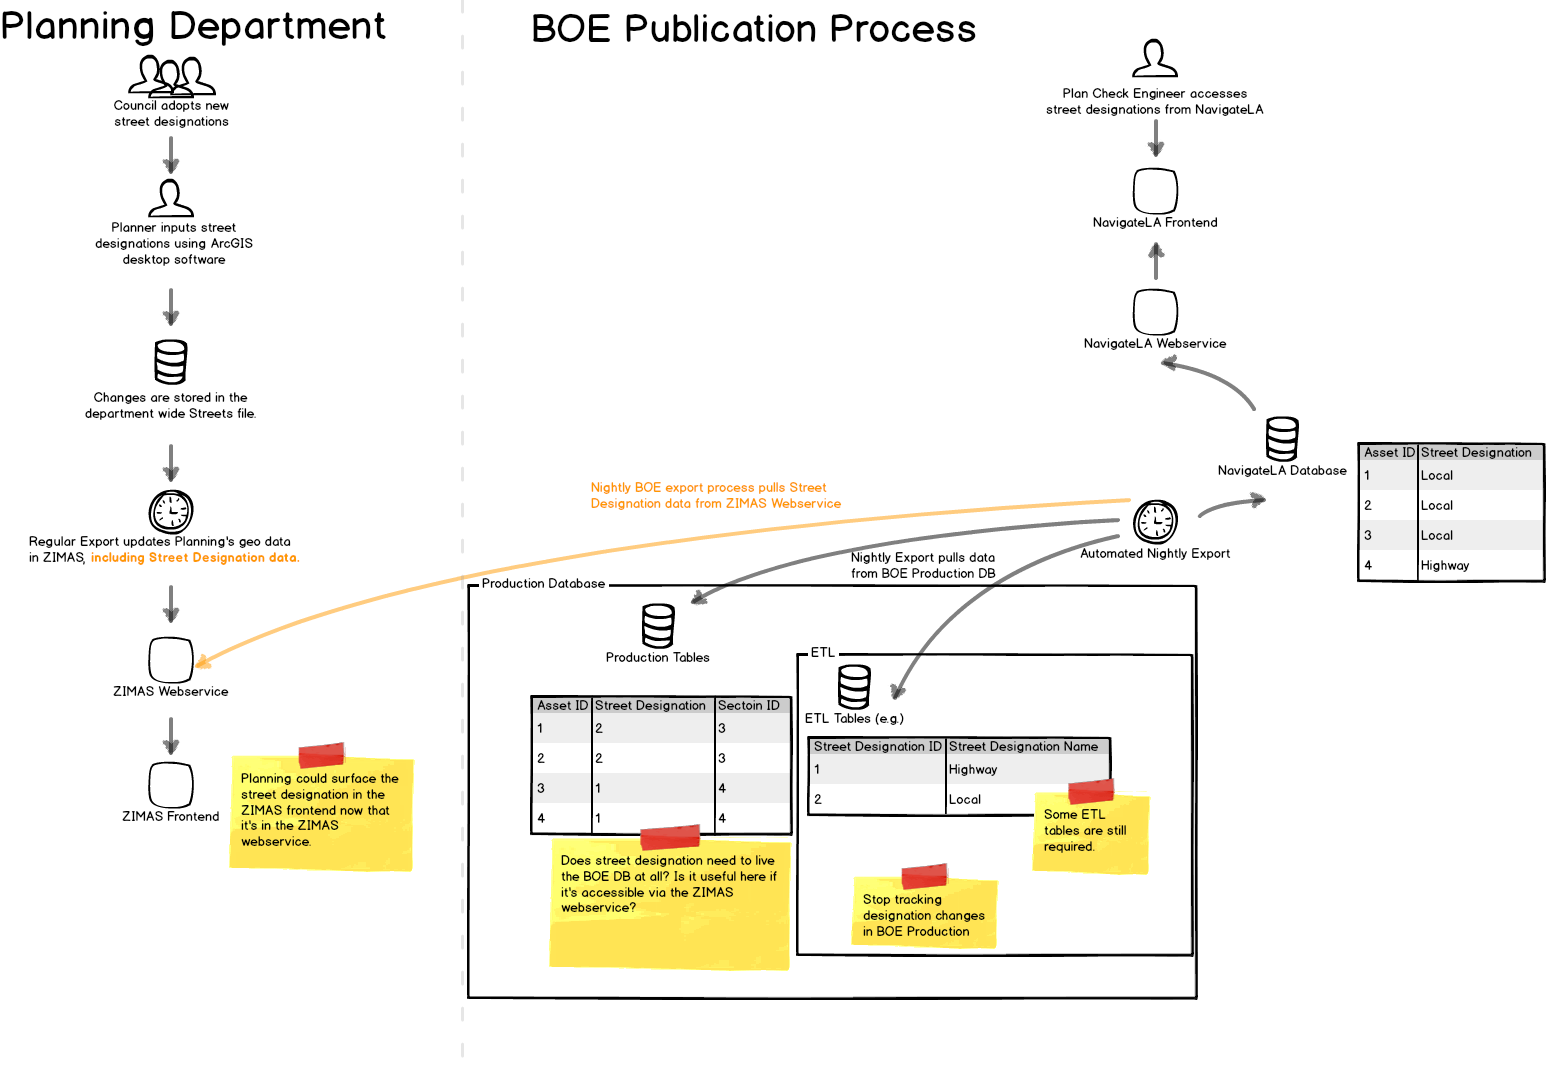 Planning Department
Council adopts new
street designations
Planner inputs street
designations using ArcGIS
desktop software
Changes are stored in the
department wide Streets file.
Regular Export updates Planning's geo data
in ZIMAS, including Street Designation data.
ZIMAS Webservice
ZIMAS Frontend
Planning could surface the
street designation in the
ZIMAS frontend now that
it's in the ZIMAS
webservice.
BOE Publication Process
Plan Check Engineer accesses
street designations from NavigateLA
NavigateLA Frontend
NavigateLA Webservice
NavigateLA Database
Asset ID Street Designation
1 Local
2 Local
3 Local
4 Highway
Nightly BOE export process pulls Street
Designation data from ZIMAS Webservice
Automated Nightly Export
Nightly Export pulls data
from BOE Production DB
Production Database
Production Tables
Asset ID Street Designation Sectoin ID
1 2 3
2 2 3
3 1 4
4 1 4
Does street designation need to live
the BOE DB at all? Is it useful here if
it's accessible via the ZIMAS
webservice?
ETL
ETL Tables (e.g.)
Street Designation ID Street Designation Name
1 Highway
2 Local
Some ETL
tables are still
required.
Stop tracking
designation changes
in BOE Production